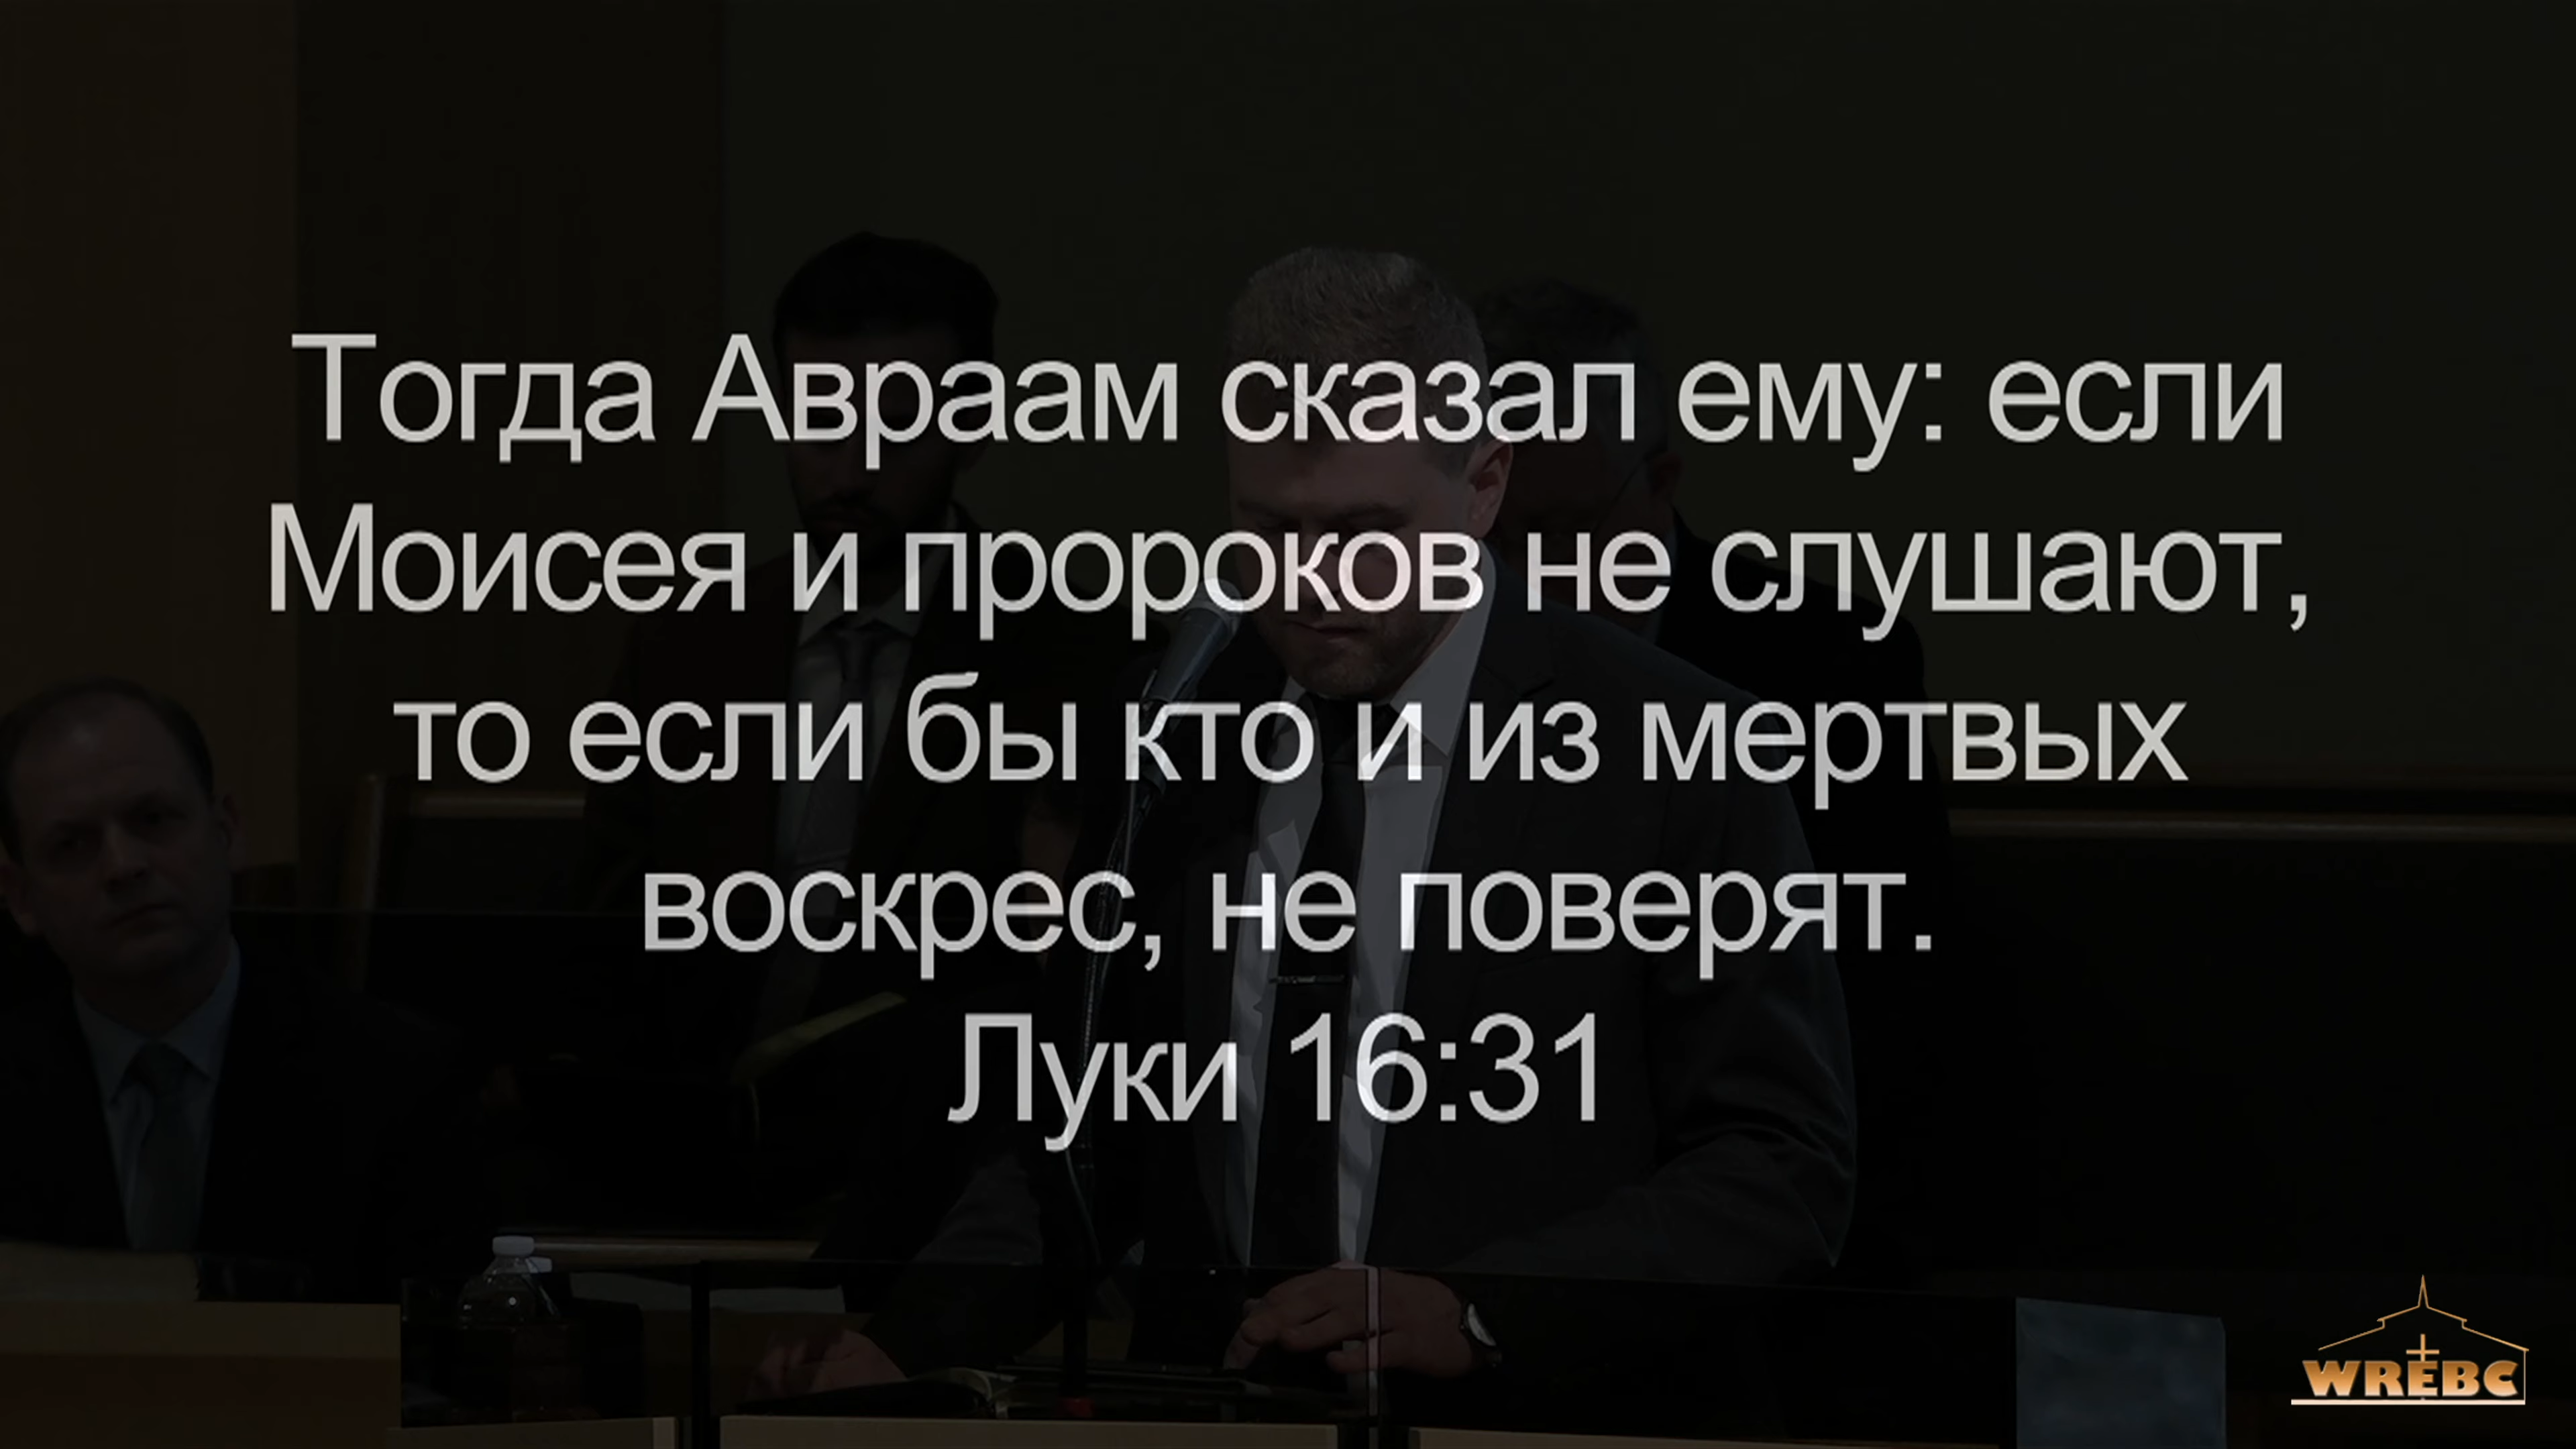 Тогда Авраам сказал ему: если
Моисея и пророков не слушают,
то если бы кто и из мертвых
воскрес, не поверят.
Луки 16:31
WREBC